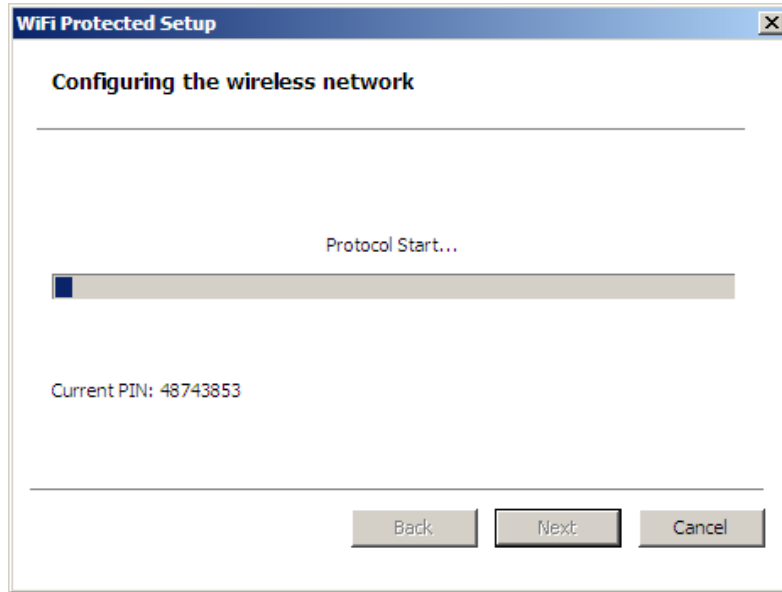 WiFi Protected Setup
Configuring the wireless network
Protocol Start...
Current PIN: 48743853
Back Next Cancel